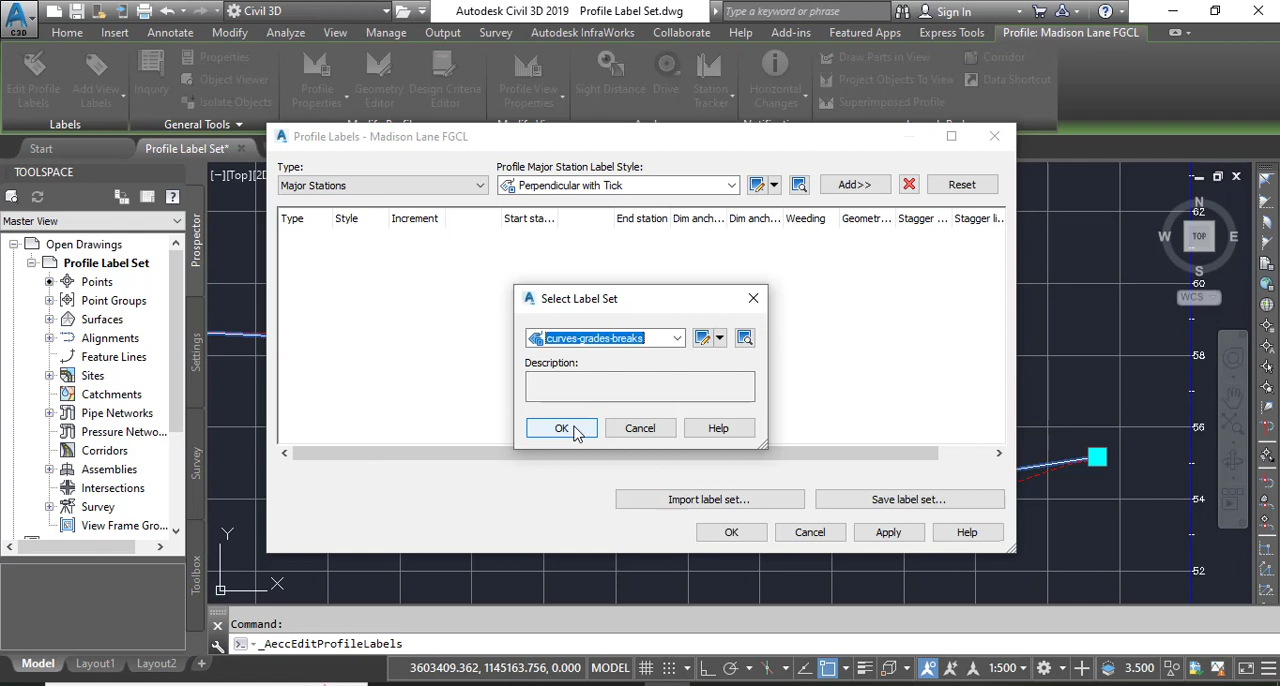 Civil 3D
Autodesk Civil 3D 2019 Profile Label Set.dwg
Type a keyword or phrase
Sign In
C3D
Home Insert Annotate Modify Analyze View Manage Output Survey Autodesk InfraWorks Collaborate Help Add-ins Featured Apps Express Tools Profile: Madison Lane FGCL
Edit Profile Labels
Add View Labels
Labels
Inquiry
Properties
Object Viewer
Isolate Objects
General Tools
Profile Properties
Geometry Editor
Design Criteria Editor
Profile View Properties
Sight Distance
Drive
Station Tracker
Horizontal Changes
Draw Parts in View
Project Objects To View
Superimposed Profile
Corridor
Data Shortcut
Start
Profile Label Set*
TOOLSPACE
Master View
Open Drawings
Profile Label Set
Points
Point Groups
Surfaces
Alignments
Feature Lines
Sites
Catchments
Pipe Networks
Pressure Netwo...
Corridors
Assemblies
Intersections
Survey
View Frame Gro...
Prospector
Survey
Toolbox
[-][Top][2D
Profile Labels - Madison Lane FGCL
Type:
Major Stations
Profile Major Station Label Style:
Perpendicular with Tick
Add>>
Reset
Type Style Increment Start sta... End station Dim anch... Dim anch... Weeding Geometr... Stagger ... Stagger li...
Select Label Set
curves-grades-breaks
Description:
OK Cancel Help
Import label set... Save label set...
OK Cancel Apply Help
N
W TOP E
S
WCS
62
60
58
56
54
52
Y
X
Command:
_AeccEditProfileLabels
Model Layout1 Layout2 +
3603409.362, 1145163.756, 0.000 MODEL 1:500 3.500